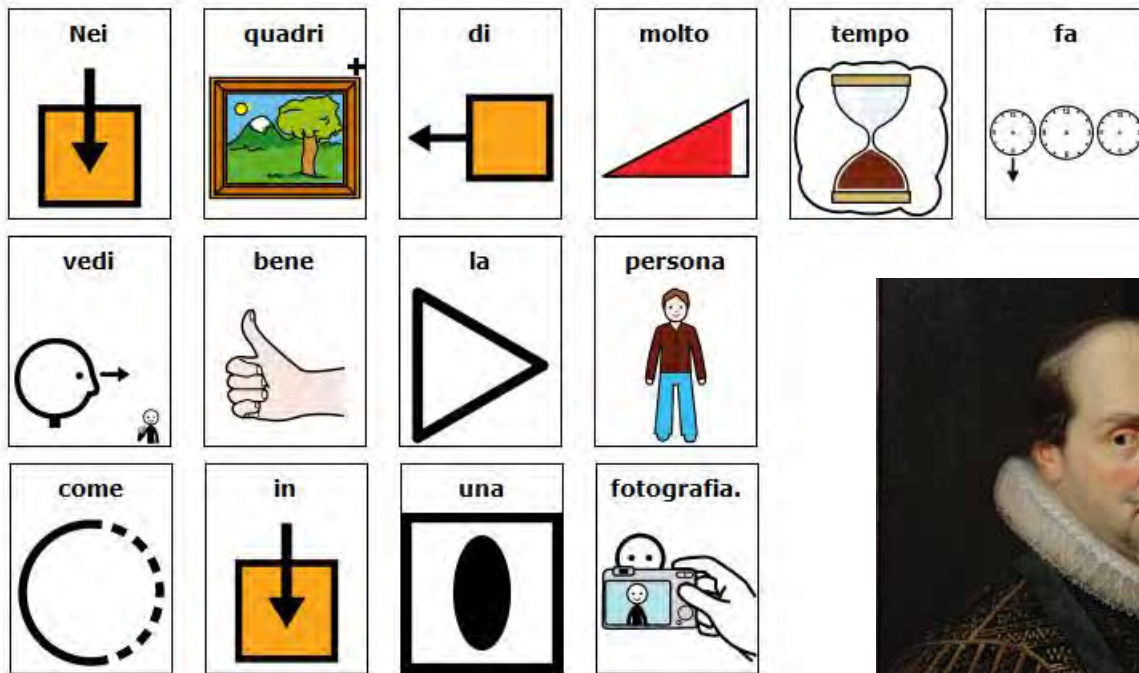 Nei quadri di molto tempo fa
vedi bene la persona
come in una fotografia.